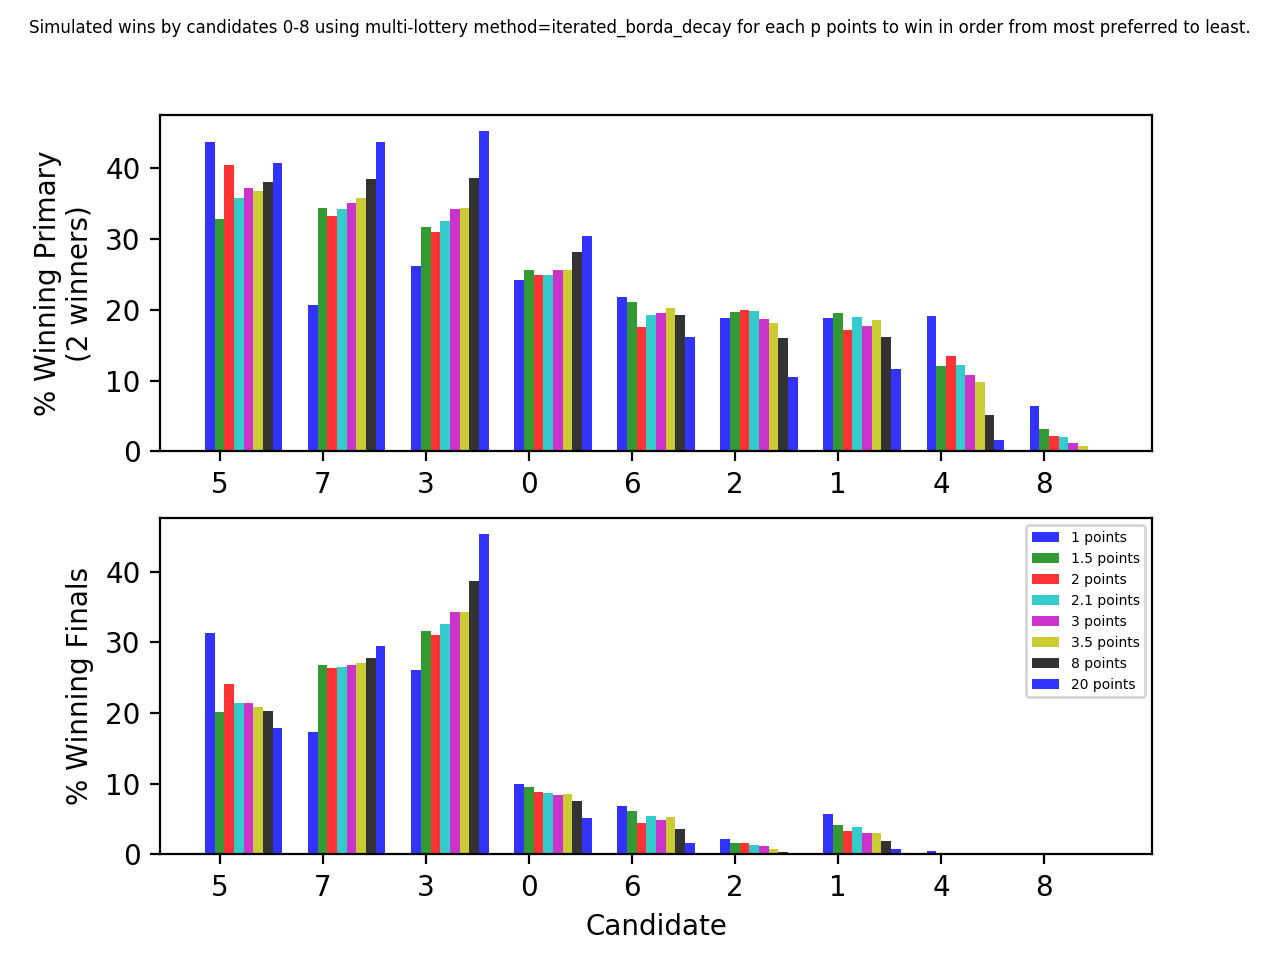 Simulated wins by candidates 0-8 using multi-lottery method=iterated_borda_decay for each p points to win in order from most preferred to least.
% Winning Primary
(2 winners)
40
30
20
10
0
5 7 3 0 6 2 1 4 8
% Winning Finals
40
30
20
10
0
1 points
1.5 points
2 points
2.1 points
3 points
3.5 points
8 points
20 points
5 7 3 0 6 2 1 4 8
Candidate